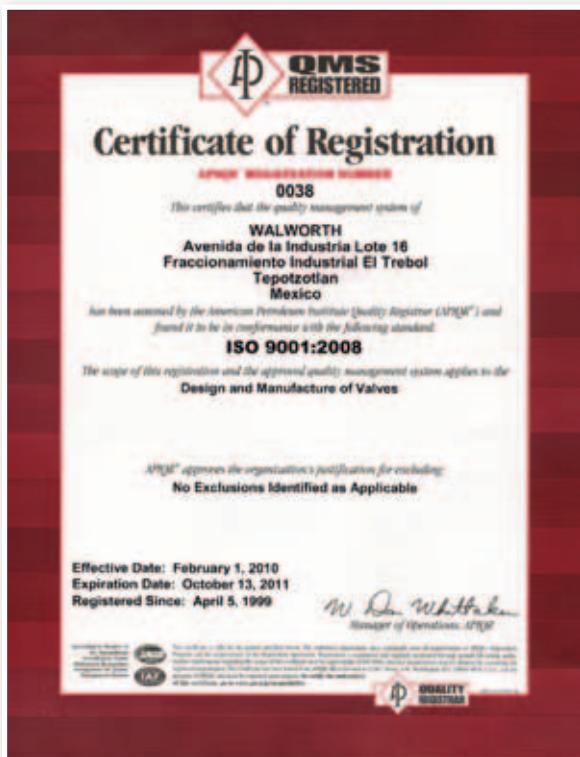 QMS
REGISTERED
Certificate of Registration
APIQR® REGISTRATION NUMBER
0038
This certifies that the quality management system of
WALWORTH
Avenida de la Industria Lote 16
Fraccionamiento Industrial El Trebol
Tepotzotlan
Mexico
has been assessed by the American Petroleum Institute Quality Registrar (APIQR®) and
found it to be in conformance with the following standard:
ISO 9001:2008
The scope of this registration and the approved quality management system applies to the
Design and Manufacture of Valves
APIQR® approves the organization's justification for excluding:
No Exclusions Identified as Applicable
Effective Date: February 1, 2010
Expiration Date: October 13, 2011
Registered Since: April 5, 1999
W. Don Whittaker
Manager of Operations, APIQR
QUALITY
REGISTRAR